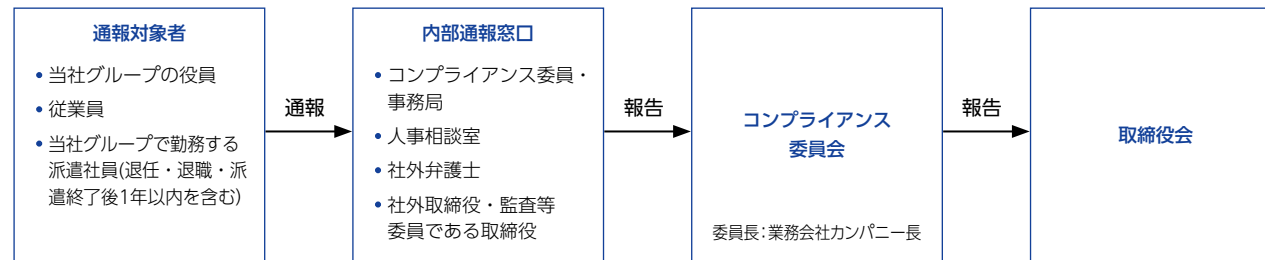 通報対象者
• 当社グループの役員
• 従業員
• 当社グループで勤務する
派遣社員(退任・退職・派
遣終了後1年以内を含む)
通報
内部通報窓口
• コンプライアンス委員・
事務局
• 人事相談室
• 社外弁護士
• 社外取締役・監査等
委員である取締役
報告
コンプライアンス
委員会
委員長：業務会社カンパニー長
報告
取締役会